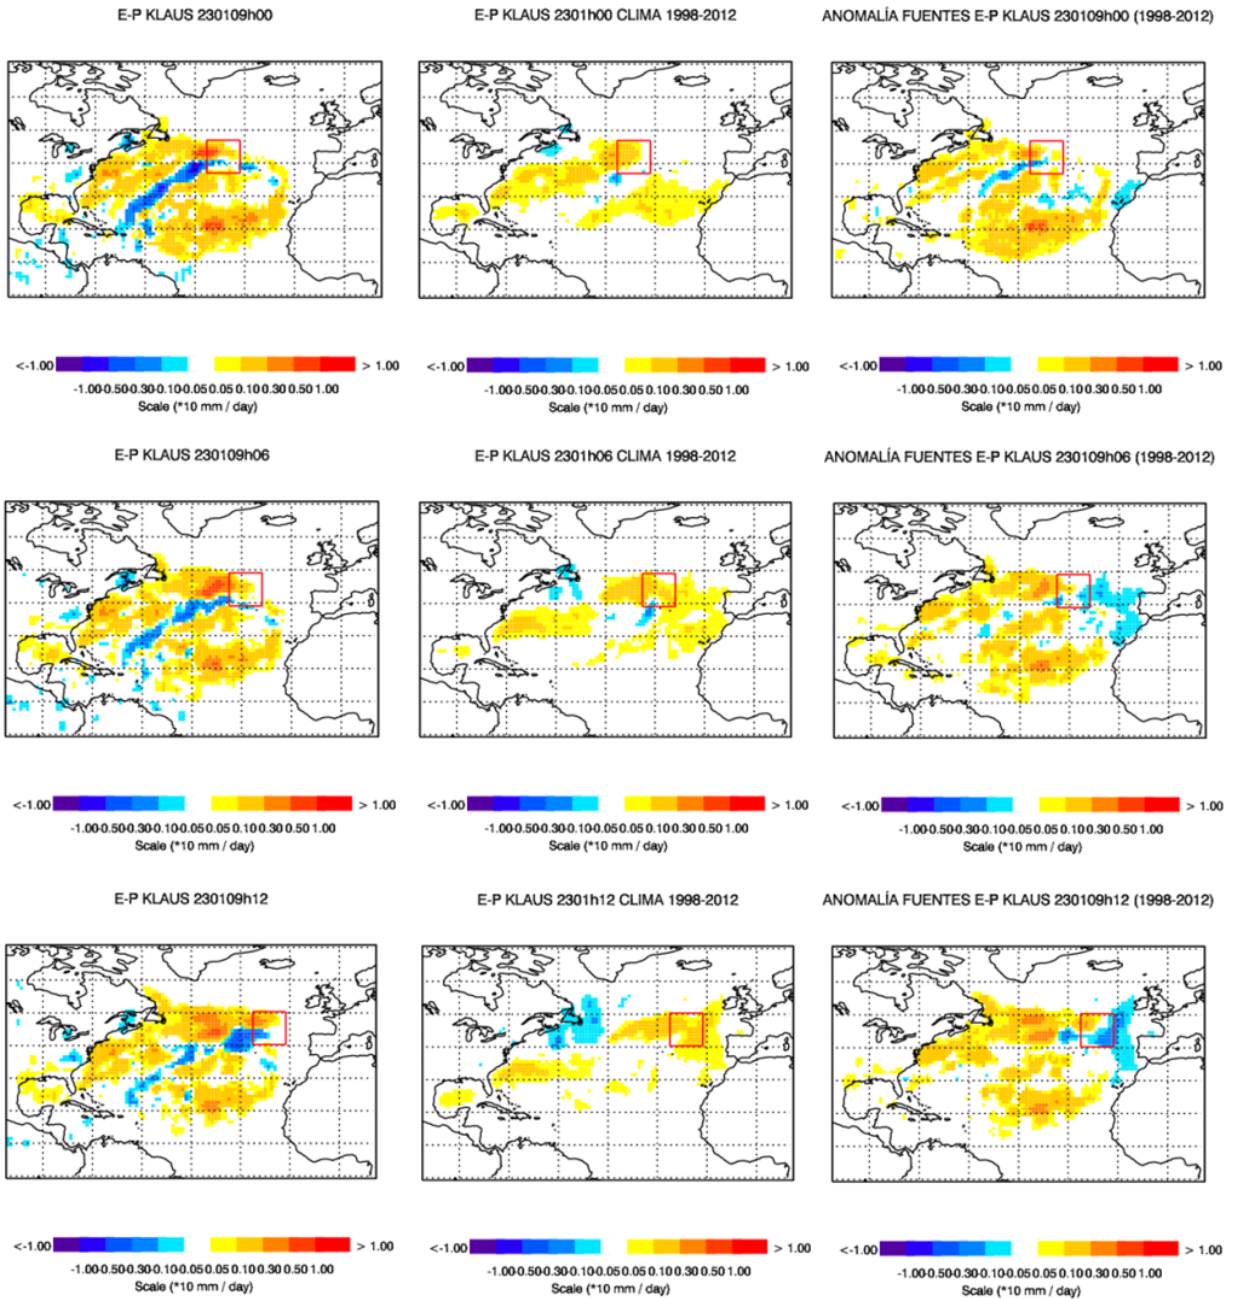 E-P KLAUS 230109h00
E-P KLAUS 2301h00 CLIMA 1998-2012
ANOMALÍA FUENTES E-P KLAUS 230109h00 (1998-2012)
<-1.00 > 1.00
<-1.00 > 1.00
<-1.00 > 1.00
-1.00-0.50-0.30-0.10-0.05 0.05 0.10 0.30 0.50 1.00
-1.00-0.50-0.30-0.10-0.05 0.05 0.10 0.30 0.50 1.00
-1.00-0.50-0.30-0.10-0.05 0.05 0.10 0.30 0.50 1.00
Scale (*10 mm / day)
Scale (*10 mm / day)
Scale (*10 mm / day)
E-P KLAUS 230109h06
E-P KLAUS 2301h06 CLIMA 1998-2012
ANOMALÍA FUENTES E-P KLAUS 230109h06 (1998-2012)
<-1.00 > 1.00
<-1.00 > 1.00
<-1.00 > 1.00
-1.00-0.50-0.30-0.10-0.05 0.05 0.10 0.30 0.50 1.00
-1.00-0.50-0.30-0.10-0.05 0.05 0.10 0.30 0.50 1.00
-1.00-0.50-0.30-0.10-0.05 0.05 0.10 0.30 0.50 1.00
Scale (*10 mm / day)
Scale (*10 mm / day)
Scale (*10 mm / day)
E-P KLAUS 230109h12
E-P KLAUS 2301h12 CLIMA 1998-2012
ANOMALÍA FUENTES E-P KLAUS 230109h12 (1998-2012)
<-1.00 > 1.00
<-1.00 > 1.00
<-1.00 > 1.00
-1.00-0.50-0.30-0.10-0.05 0.05 0.10 0.30 0.50 1.00
-1.00-0.50-0.30-0.10-0.05 0.05 0.10 0.30 0.50 1.00
-1.00-0.50-0.30-0.10-0.05 0.05 0.10 0.30 0.50 1.00
Scale (*10 mm / day)
Scale (*10 mm / day)
Scale (*10 mm / day)